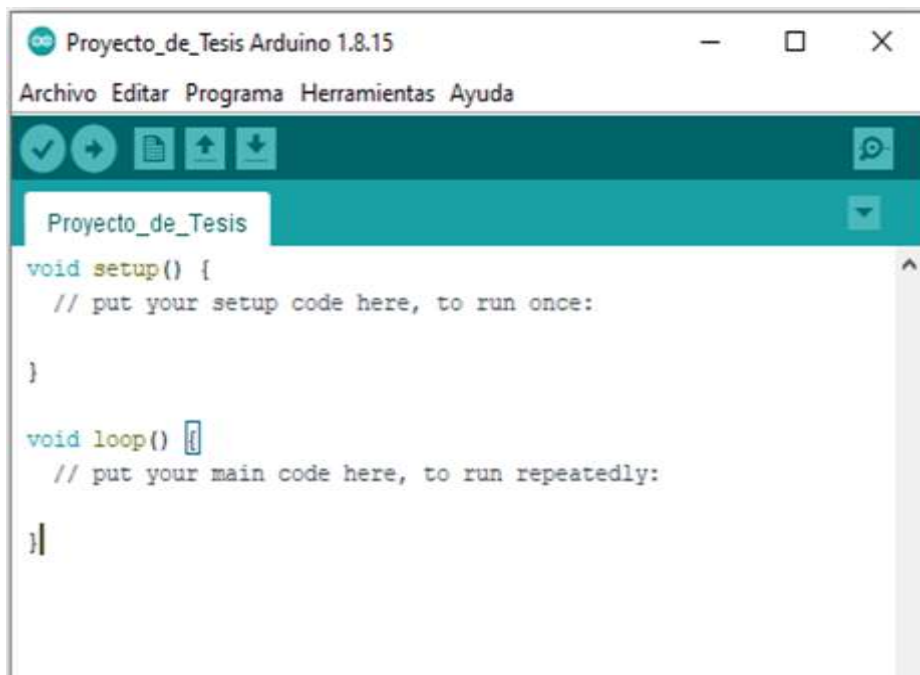 Proyecto_de_Tesis Arduino 1.8.15
Archivo Editar Programa Herramientas Ayuda
Proyecto_de_Tesis
void setup() {
  // put your setup code here, to run once:
}
void loop() {
  // put your main code here, to run repeatedly:
}